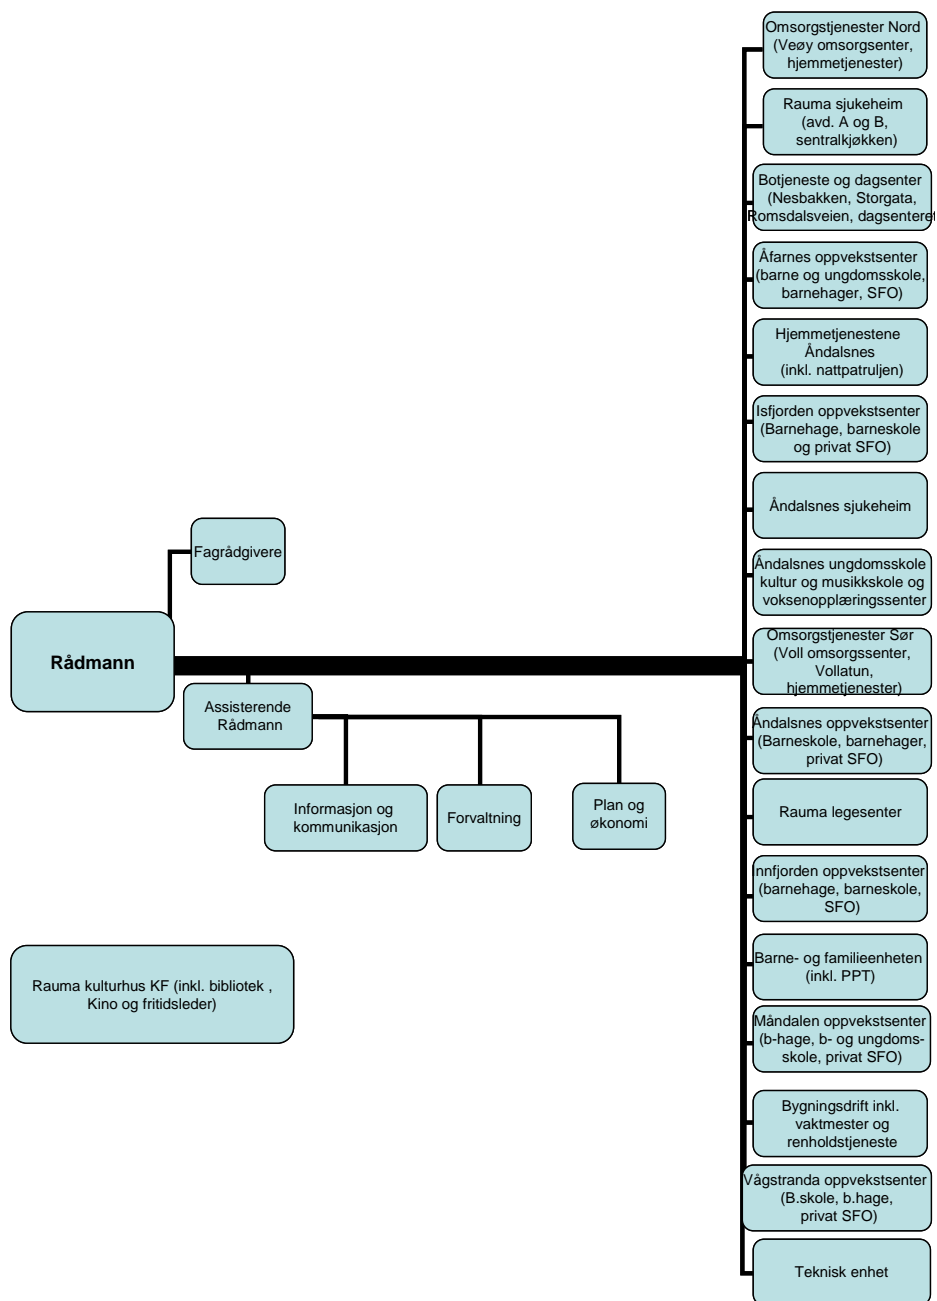 Omsorgstjenester Nord
(Veøy omsorgsenter,
hjemmetjenester)
Rauma sjukeheim
(avd. A og B,
sentralkjøkken)
Botjeneste og dagsenter
(Nesbakken, Storgata,
Romsdalsveien, dagsenteret
Åfarnes oppvekstsenter
(barne og ungdomsskole,
barnehager, SFO)
Hjemmetjenestene
Åndalsnes
(inkl. nattpatruljen)
Isfjorden oppvekstsenter
(Barnehage, barneskole
og privat SFO)
Åndalsnes sjukeheim
Fagrådgivere
Åndalsnes ungdomsskole
kultur og musikkskole og
voksenopplæringssenter
Rådmann
Omsorgstjenester Sør
(Voll omsorgssenter,
Vollatun,
hjemmetjenester)
Assisterende
Rådmann
Åndalsnes oppvekstsenter
(Barneskole, barnehager,
privat SFO)
Informasjon og
kommunikasjon
Forvaltning
Plan og
økonomi
Rauma legesenter
Innfjorden oppvekstsenter
(barnehage, barneskole,
SFO)
Rauma kulturhus KF (inkl. bibliotek ,
Kino og fritidsleder)
Barne- og familieenheten
(inkl. PPT)
Måndalen oppvekstsenter
(b-hage, b- og ungdoms-
skole, privat SFO)
Bygningsdrift inkl.
vaktmester og
renholdstjeneste
Vågstranda oppvekstsenter
(B.skole, b.hage,
privat SFO)
Teknisk enhet